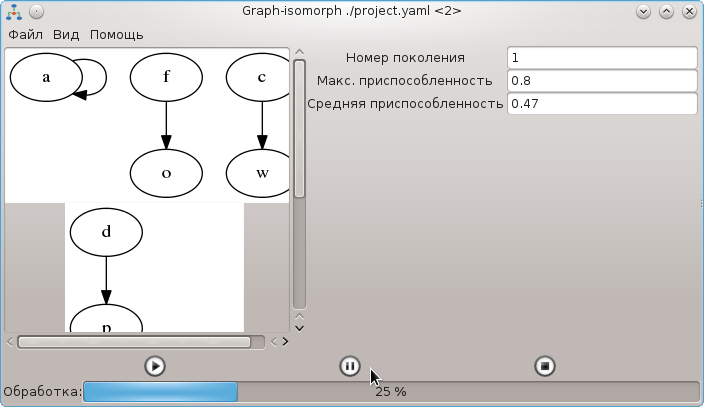 Graph-isomorph ./project.yaml <2>
Файл Вид Помощь
a f c
o w
d
p
Номер поколения 1
Макс. приспособленность 0.8
Средняя приспособленность 0.47
Обработка: 25 %